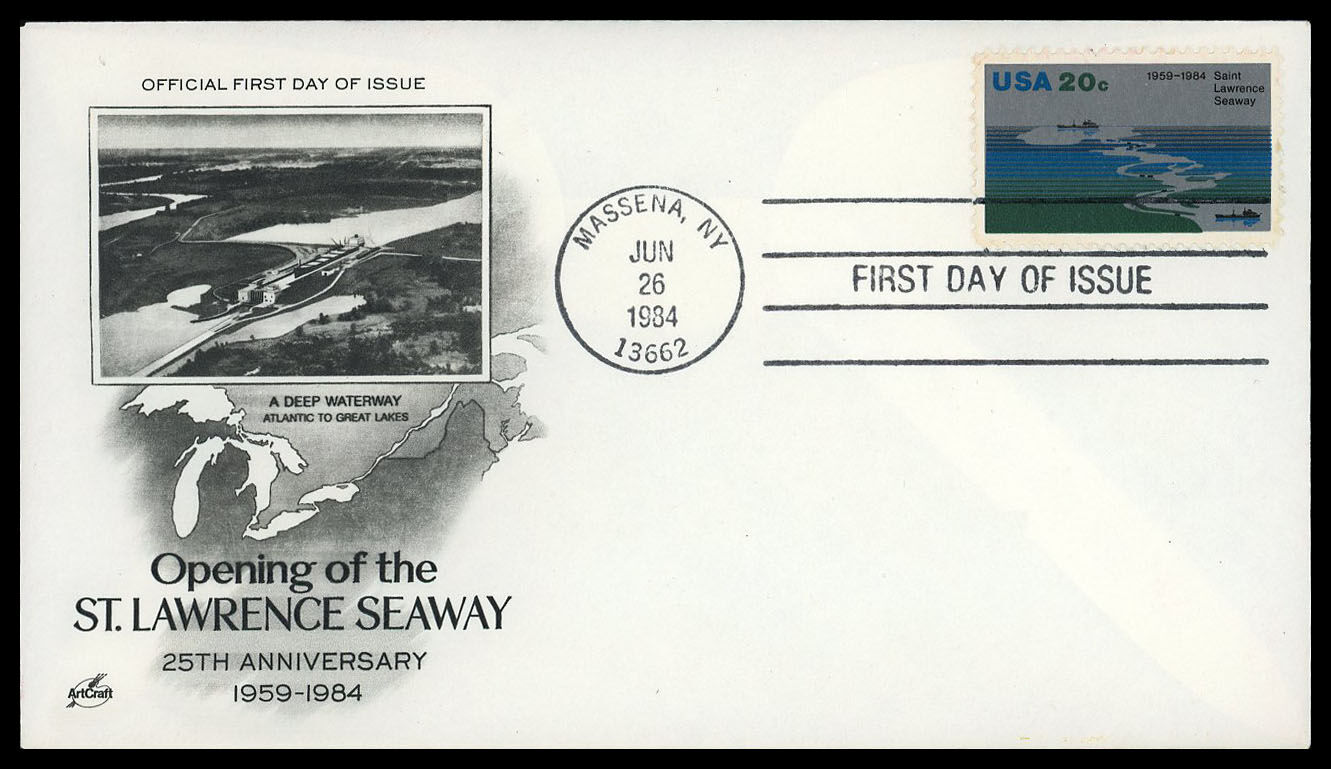 OFFICIAL FIRST DAY OF ISSUE
USA 20c
1959-1984 Saint
Lawrence
Seaway
MASSENA, NY
JUN
26
1984
13662
FIRST DAY OF ISSUE
A DEEP WATERWAY
ATLANTIC TO GREAT LAKES
Opening of the
ST. LAWRENCE SEAWAY
25TH ANNIVERSARY
1959-1984
ArtCraft